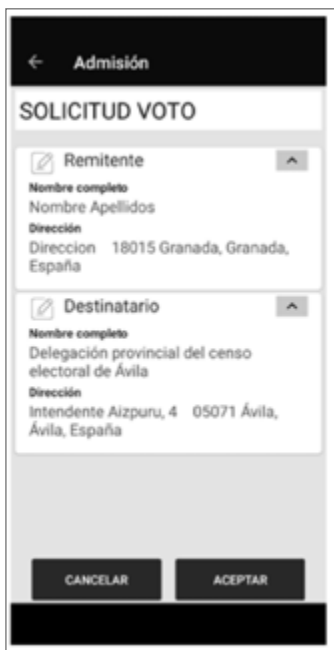 Admisión
SOLICITUD VOTO
Remitente
Nombre completo
Nombre Apellidos
Dirección
Direccion 18015 Granada, Granada,
España
Destinatario
Nombre completo
Delegación provincial del censo
electoral de Ávila
Dirección
Intendente Aizpuru, 4 05071 Ávila,
Ávila, España
CANCELAR ACEPTAR